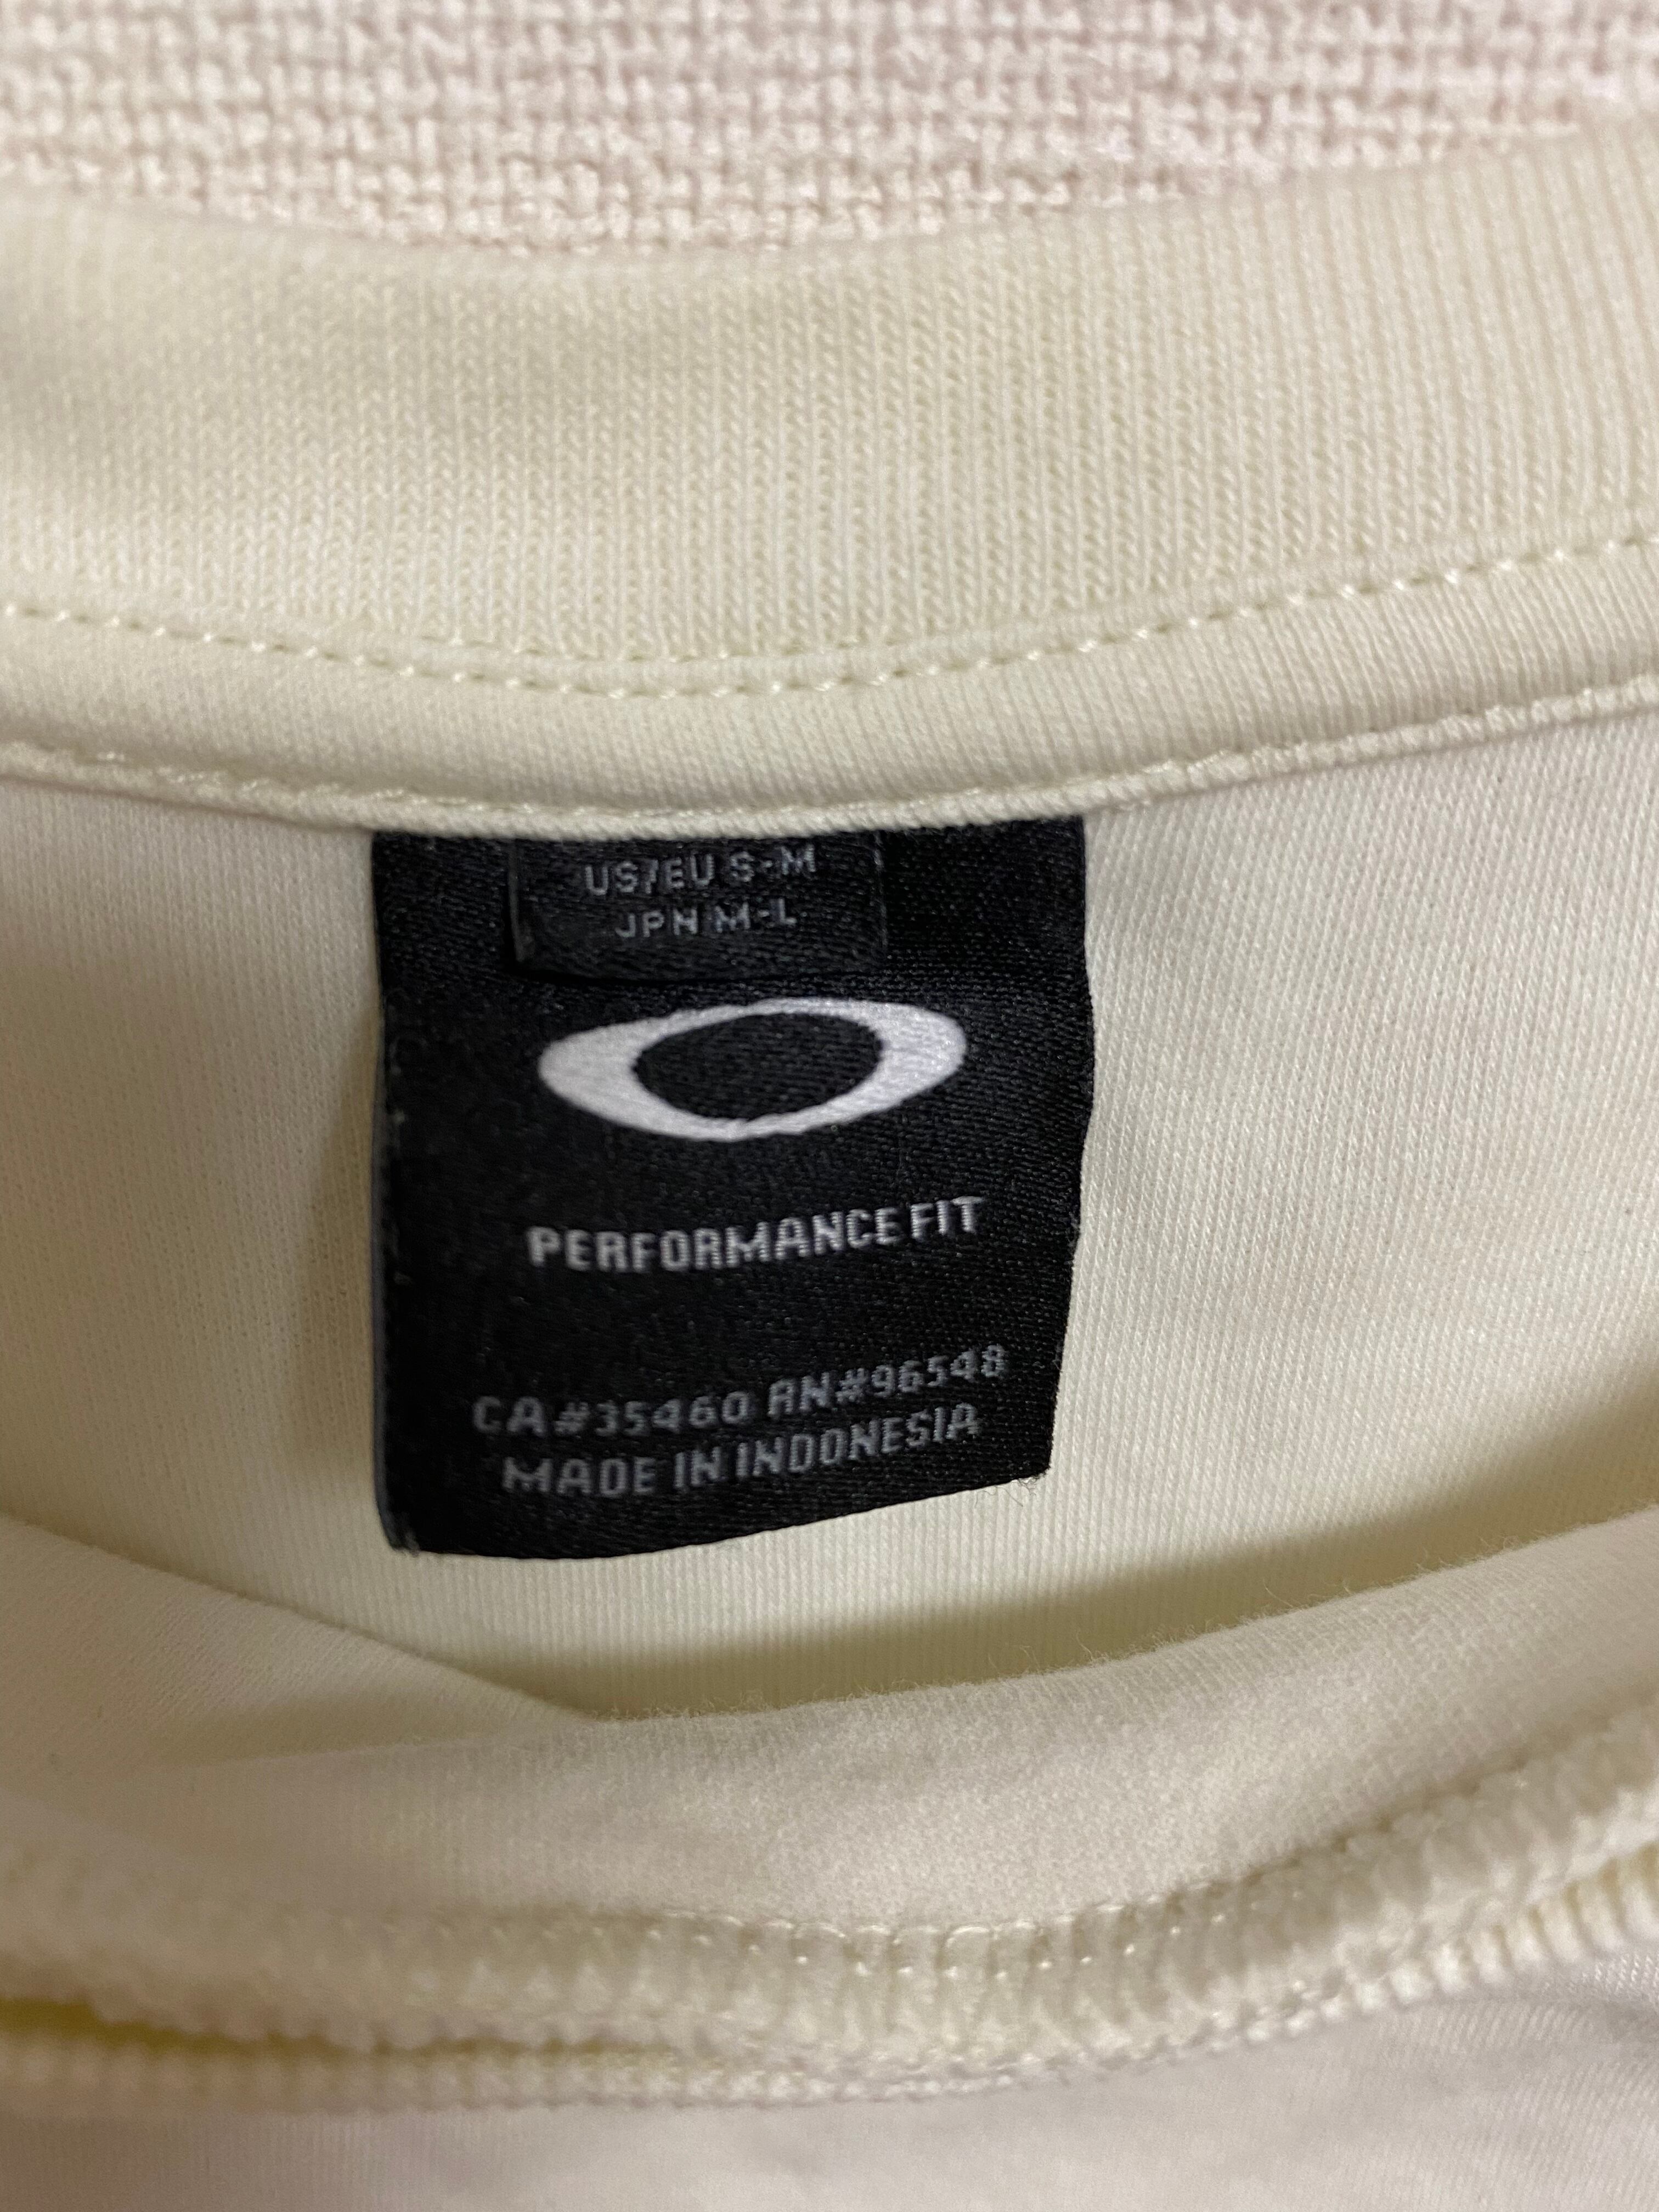 US/EU S-M
JPN M-L
PERFORMANCE FIT
CA#35460 RN#96548
MADE IN INDONESIA